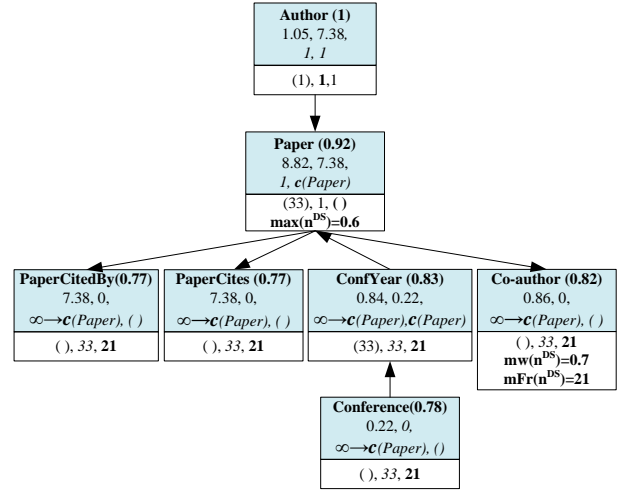 Author (1)
1.05, 7.38,
1, 1
(1), 1,1
Paper (0.92)
8.82, 7.38,
1, c(Paper)
(33), 1, ( )
max(n^DS)=0.6
PaperCitedBy(0.77)
7.38, 0,
∞→c(Paper), ( )
( ), 33, 21
PaperCites (0.77)
7.38, 0,
∞→c(Paper), ( )
( ), 33, 21
ConfYear (0.83)
0.84, 0.22,
∞→c(Paper),c(Paper)
(33), 33, 21
Co-author (0.82)
0.86, 0,
∞→c(Paper), ( )
( ), 33, 21
mw(n^DS)=0.7
mFr(n^DS)=21
Conference(0.78)
0.22, 0,
∞→c(Paper), ()
( ), 33, 21